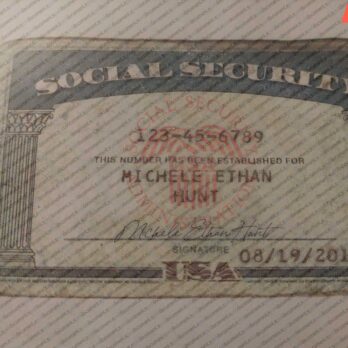 SOCIAL SECURITY
123-45-6789
THIS NUMBER HAS BEEN ESTABLISHED FOR
MICHELE ETHAN
HUNT
Michele Ethan Hunt
SIGNATURE
08/19/201
USA